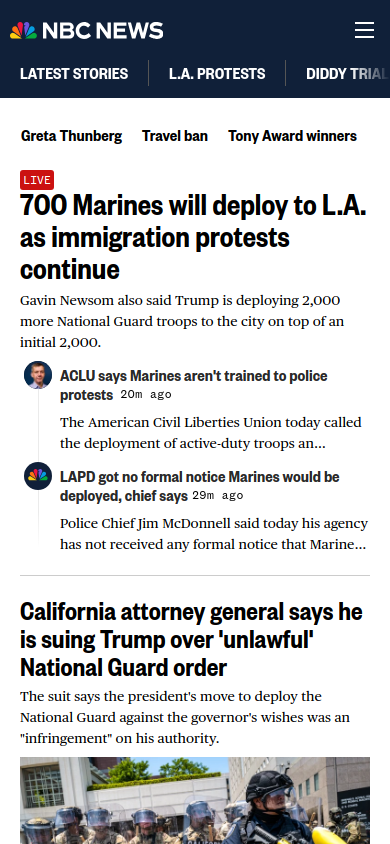 NBC NEWS
LATEST STORIES
L.A. PROTESTS
DIDDY TRIAL
Greta Thunberg
Travel ban
Tony Award winners
LIVE
700 Marines will deploy to L.A.
as immigration protests
continue
Gavin Newsom also said Trump is deploying 2,000
more National Guard troops to the city on top of an
initial 2,000.
ACLU says Marines aren't trained to police
protests 20m ago
The American Civil Liberties Union today called
the deployment of active-duty troops an...
LAPD got no formal notice Marines would be
deployed, chief says 29m ago
Police Chief Jim McDonnell said today his agency
has not received any formal notice that Marine...
California attorney general says he
is suing Trump over 'unlawful'
National Guard order
The suit says the president's move to deploy the
National Guard against the governor's wishes was an
"infringement" on his authority.